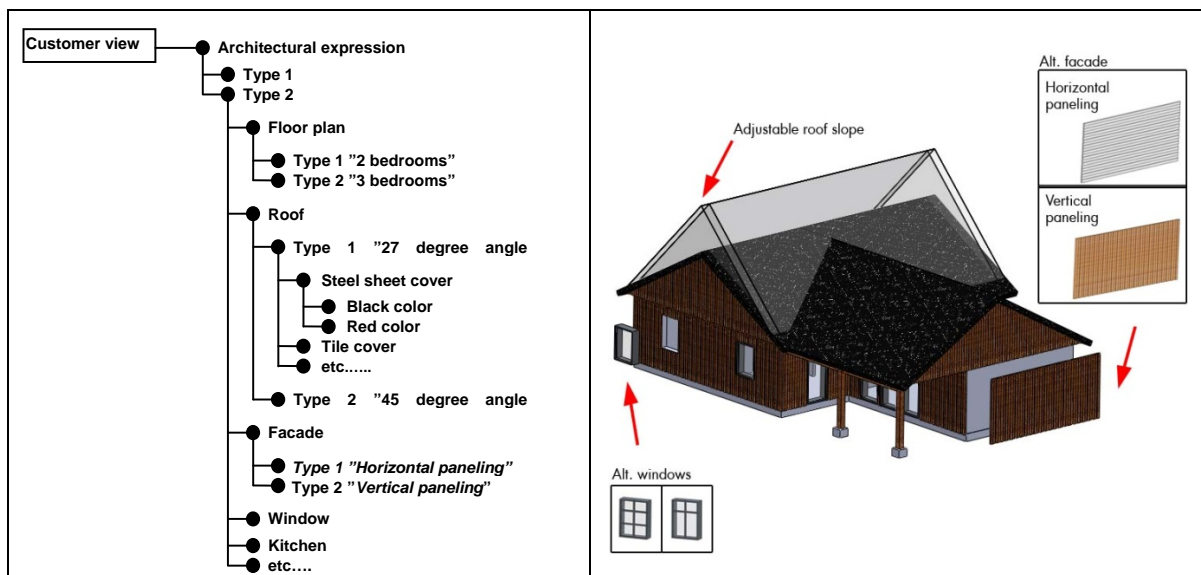 Customer view
Architectural expression
Type 1
Type 2
Floor plan
Type 1 ”2 bedrooms”
Type 2 ”3 bedrooms”
Roof
Type 1 ”27 degree angle
Steel sheet cover
Black color
Red color
Tile cover
etc......
Type 2 ”45 degree angle
Facade
Type 1 ”Horizontal paneling”
Type 2 ”Vertical paneling”
Window
Kitchen
etc....
Alt. facade
Horizontal
paneling
Adjustable roof slope
Vertical
paneling
Alt. windows